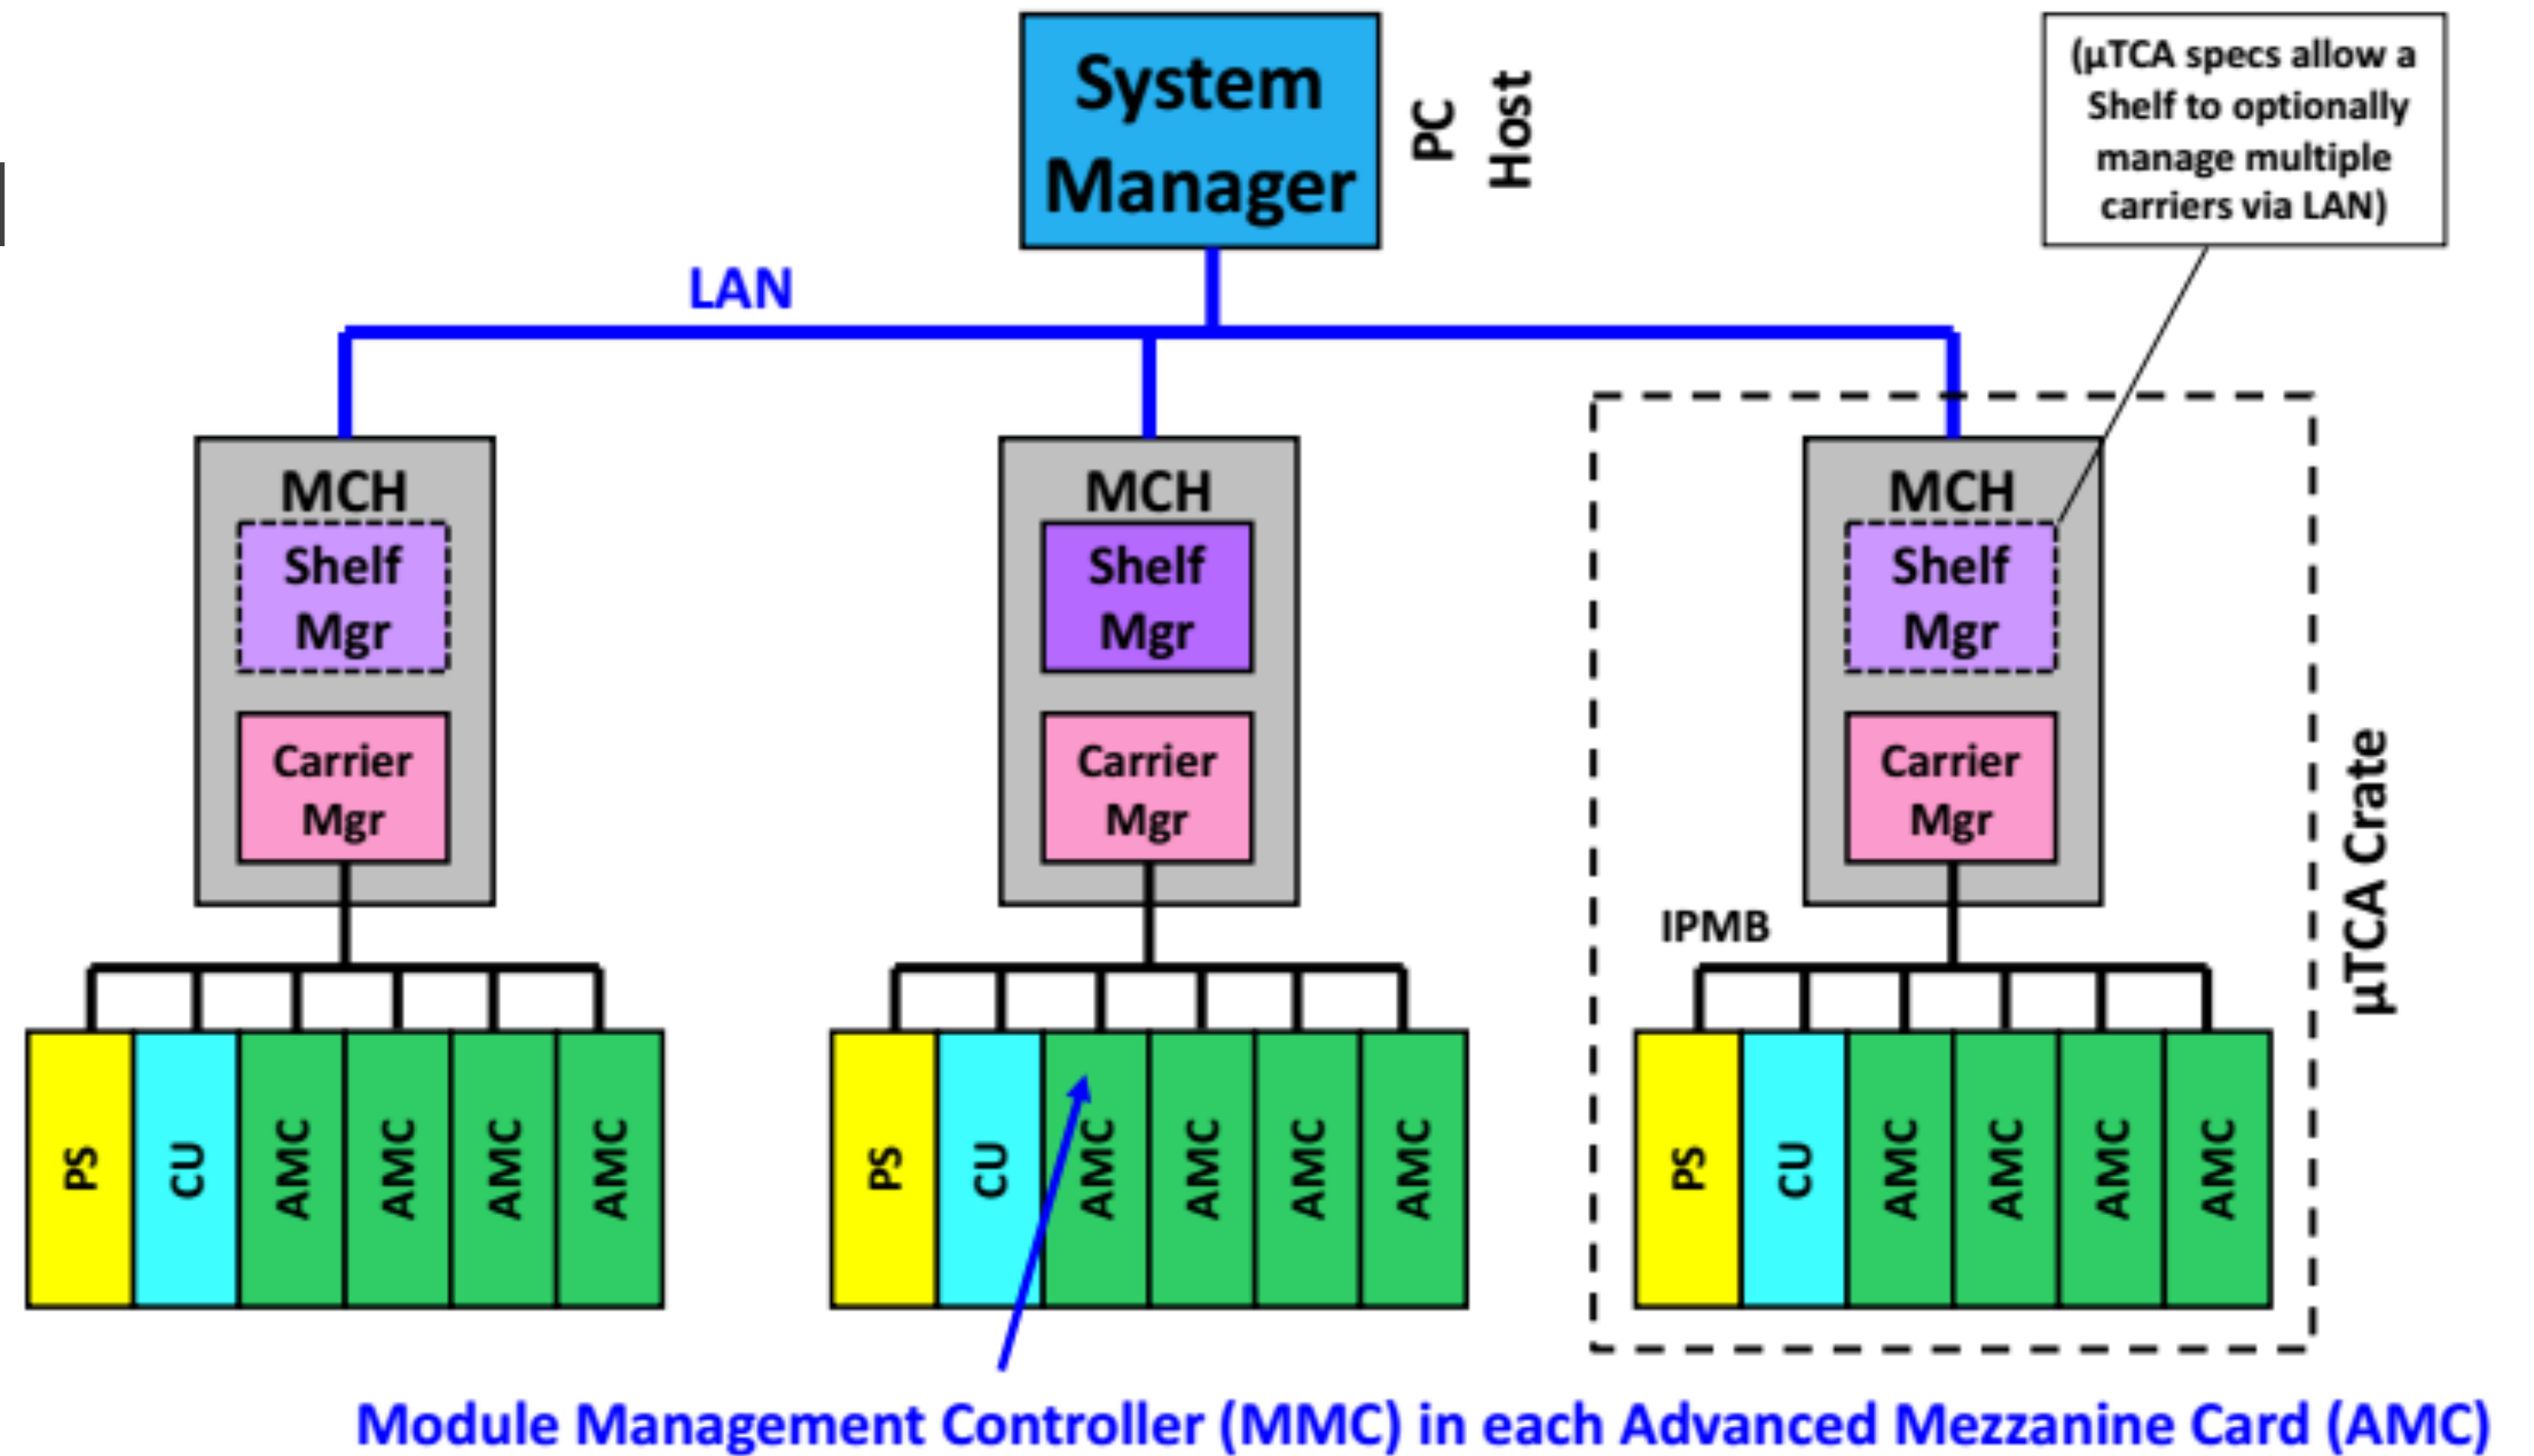 System
Manager
PC
Host
(µTCA specs allow a
Shelf to optionally
manage multiple
carriers via LAN)
LAN
MCH
Shelf
Mgr
Carrier
Mgr
MCH
Shelf
Mgr
Carrier
Mgr
MCH
Shelf
Mgr
Carrier
Mgr
µTCA Crate
IPMB
PS
CU
AMC
AMC
AMC
AMC
PS
CU
AMC
AMC
AMC
AMC
PS
CU
AMC
AMC
AMC
AMC
Module Management Controller (MMC) in each Advanced Mezzanine Card (AMC)